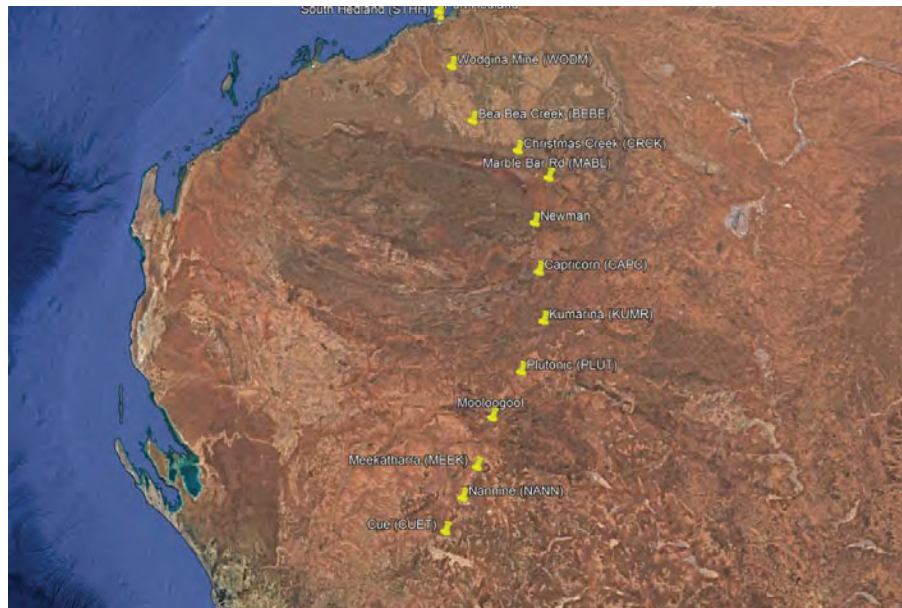 South Hedland (STHH)
Wodgina Mine (WODM)
Bea Bea Creek (BEBE)
Christmas Creek (CRCK)
Marble Bar Rd (MABL)
Newman
Capricorn (CAPC)
Kumarina (KUMR)
Plutonic (PLUT)
Mooloogool
Meekatharra (MEEK)
Nannine (NANN)
Cue (CUET)